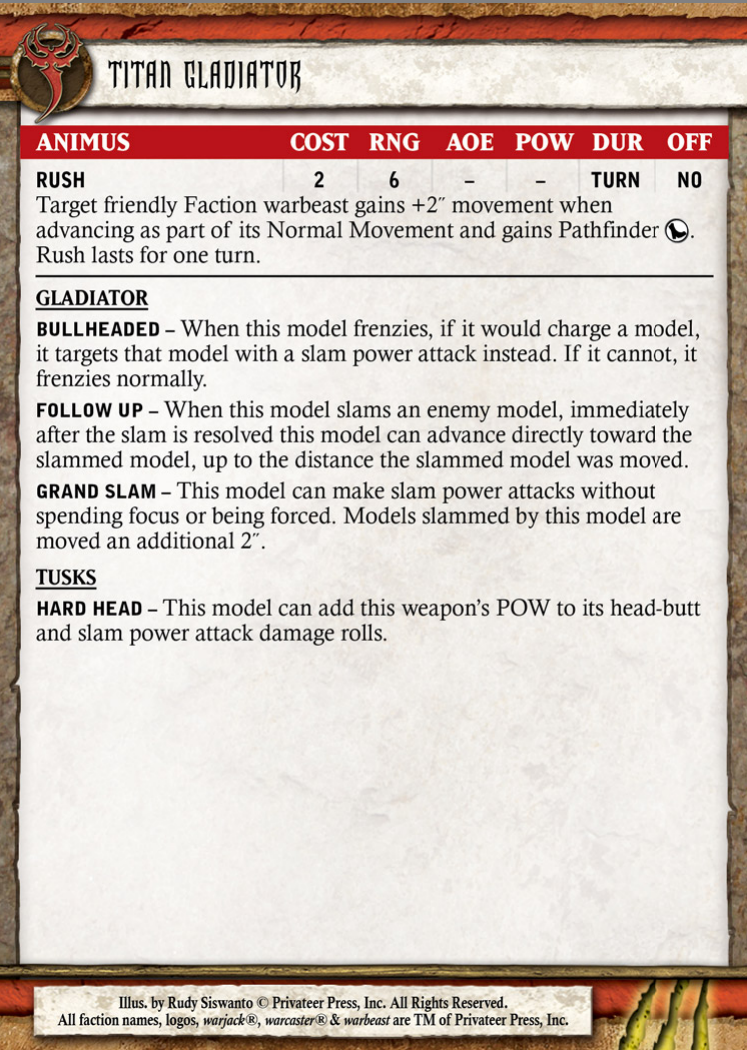 TITAN GLADIATOR
ANIMUS COST RNG AOE POW DUR OFF
RUSH 2 6 – – TURN NO
Target friendly Faction warbeast gains +2″ movement when
advancing as part of its Normal Movement and gains Pathfinder .
Rush lasts for one turn.
GLADIATOR
BULLHEADED – When this model frenzies, if it would charge a model,
it targets that model with a slam power attack instead. If it cannot, it
frenzies normally.
FOLLOW UP – When this model slams an enemy model, immediately
after the slam is resolved this model can advance directly toward the
slammed model, up to the distance the slammed model was moved.
GRAND SLAM – This model can make slam power attacks without
spending focus or being forced. Models slammed by this model are
moved an additional 2″.
TUSKS
HARD HEAD – This model can add this weapon's POW to its head-butt
and slam power attack damage rolls.
Illus. by Rudy Siswanto © Privateer Press, Inc. All Rights Reserved.
All faction names, logos, warjack®, warcaster® & warbeast are TM of Privateer Press, Inc.